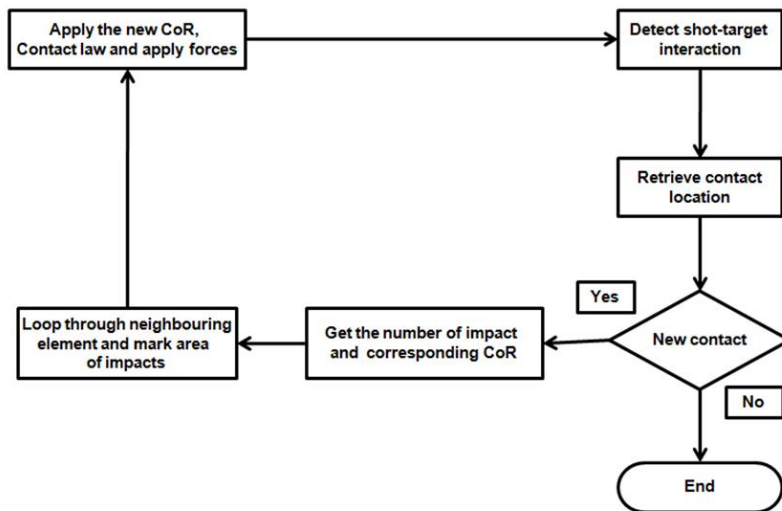 Apply the new CoR,
Contact law and apply forces
Detect shot-target
interaction
Retrieve contact
location
Yes
New contact
No
Get the number of impact
and corresponding CoR
Loop through neighbouring
element and mark area
of impacts
End